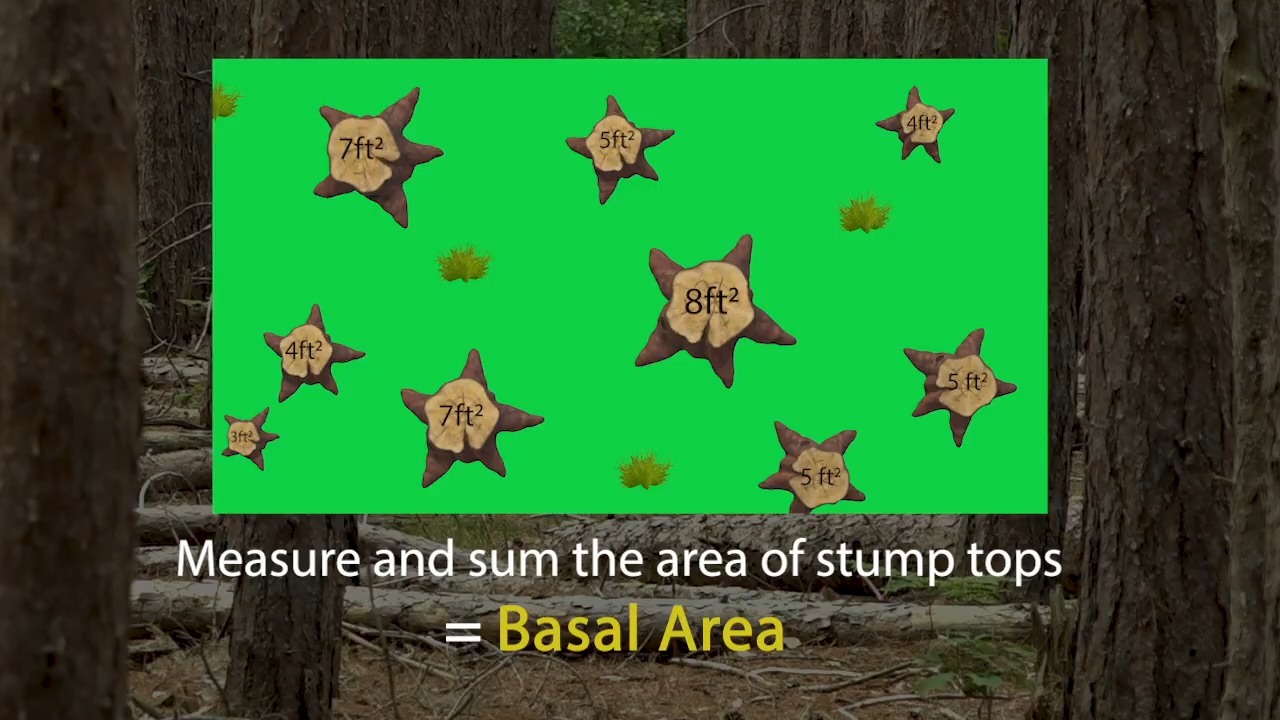 7ft²
5ft²
4ft²
8ft²
4ft²
5 ft²
7ft²
3ft²
5 ft²
Measure and sum the area of stump tops
= Basal Area